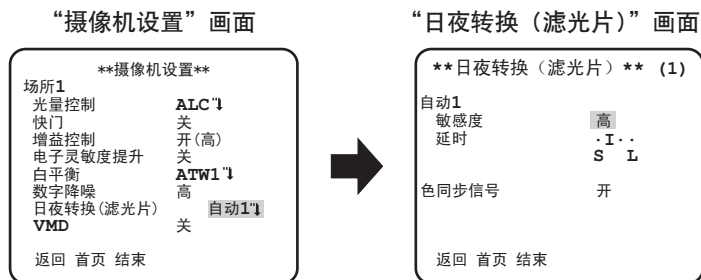 “摄像机设置”画面
**摄像机设置**
场所1
光量控制 ALC
快门 关
增益控制 开(高)
电子灵敏度提升 关
白平衡 ATW1
数字降噪 高
日夜转换(滤光片) 自动1
VMD 关
返回 首页 结束
“日夜转换（滤光片）”画面
**日夜转换（滤光片）** (1)
自动1
敏感度 高
延时 ·I··
S L
色同步信号 开
返回 首页 结束